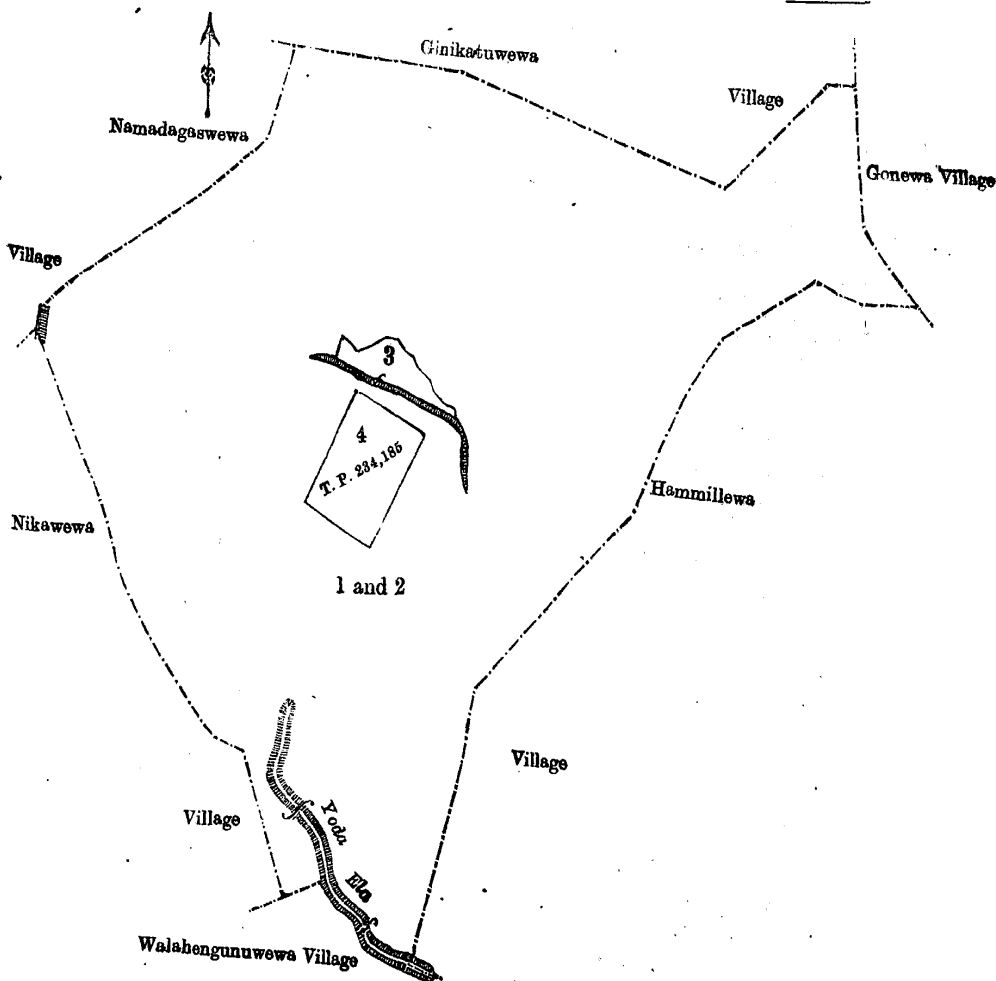 Ginikatuwewa
Village
Namadagaswewa
Gonewa Village
Village
3
4
T. P. 234,185
Hammillewa
Nikawewa
1 and 2
Village
Village
Yoda
Ela
Walahengunuwewa Village